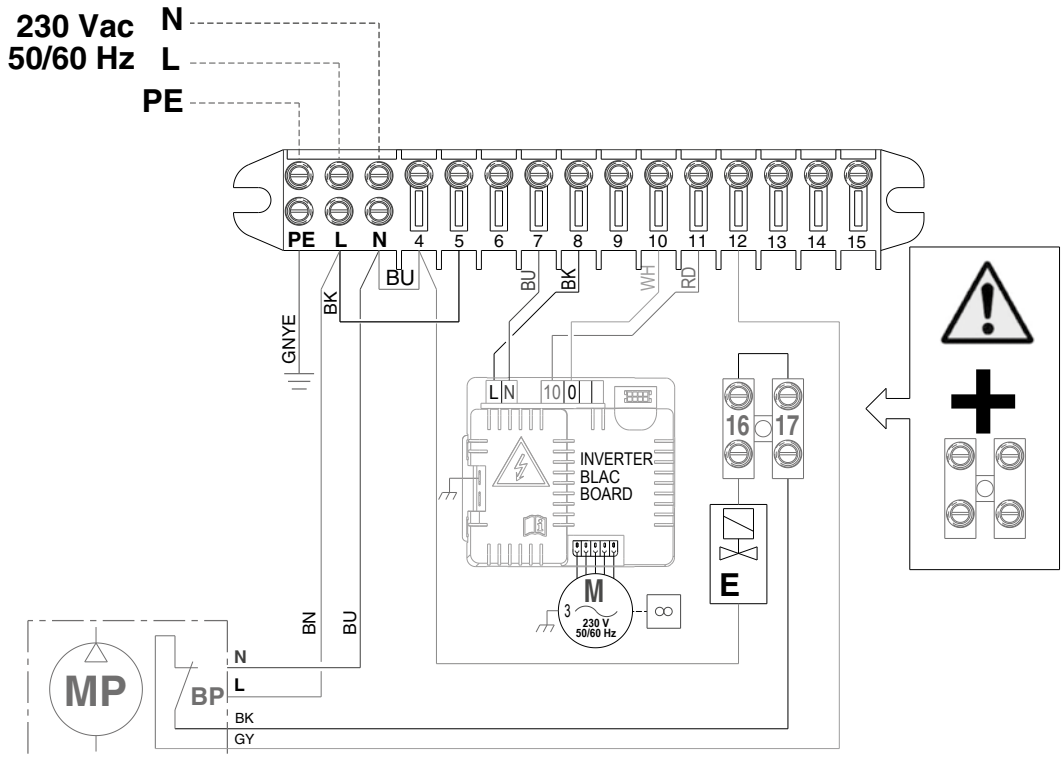 230 Vac N
50/60 Hz L
PE
PE L N 4 5 6 7 8 9 10 11 12 13 14 15
BU
BK
GNYE
BU
BK
WH
RD
L N 10 0
16 17
INVERTER
BLAC
BOARD
E
M
3
230 V
50/60 Hz
8
BN
BU
N
L
MP
BP
BK
GY